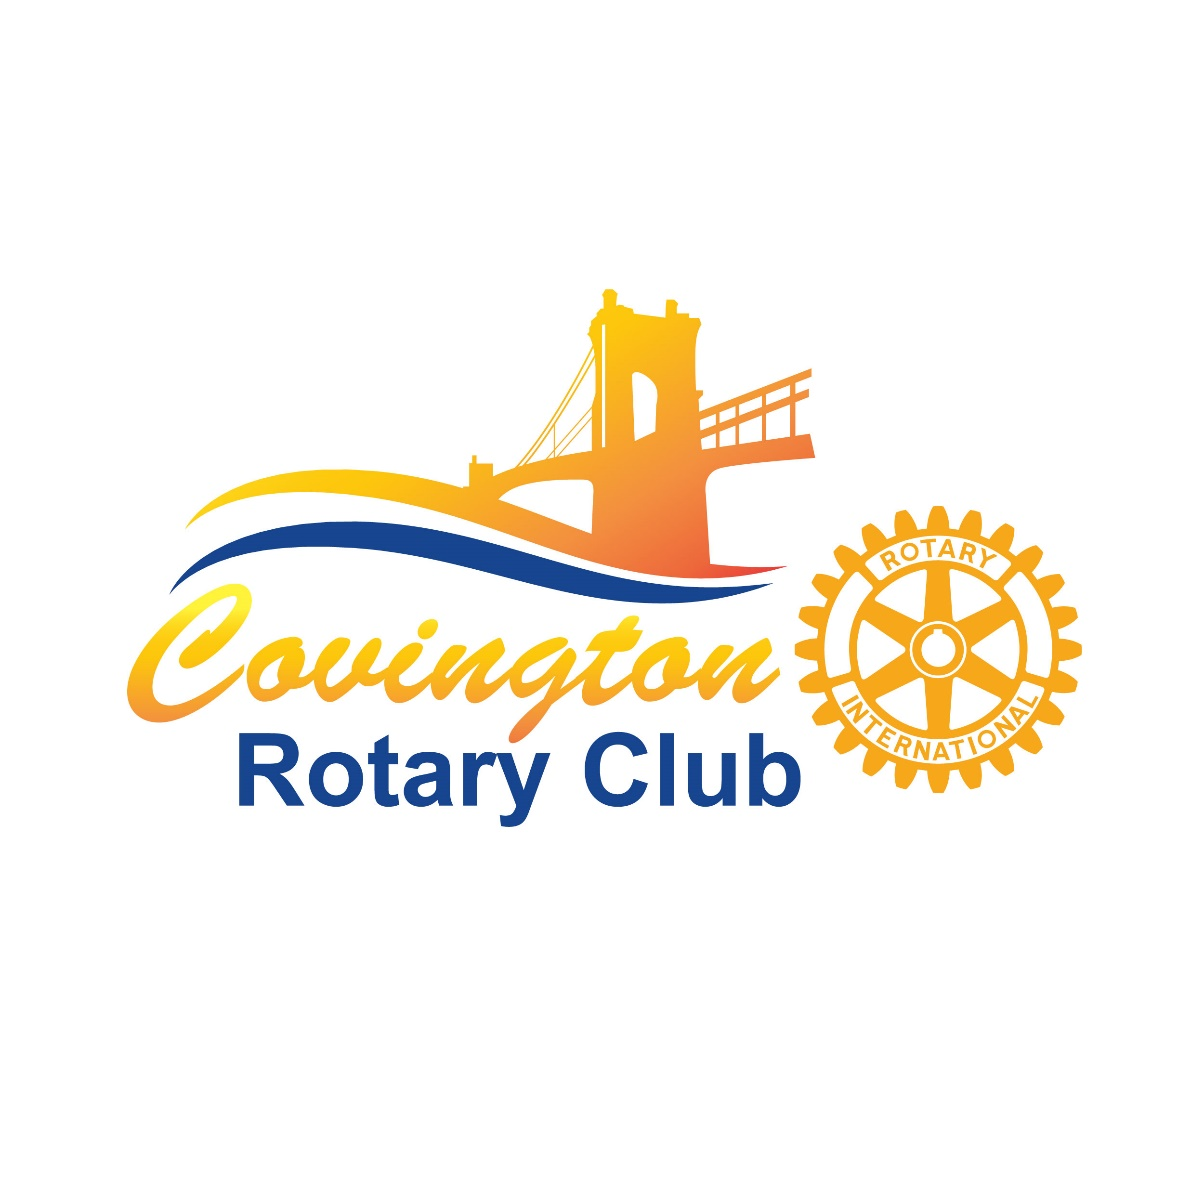 Covington
Rotary Club
ROTARY
INTERNATIONAL